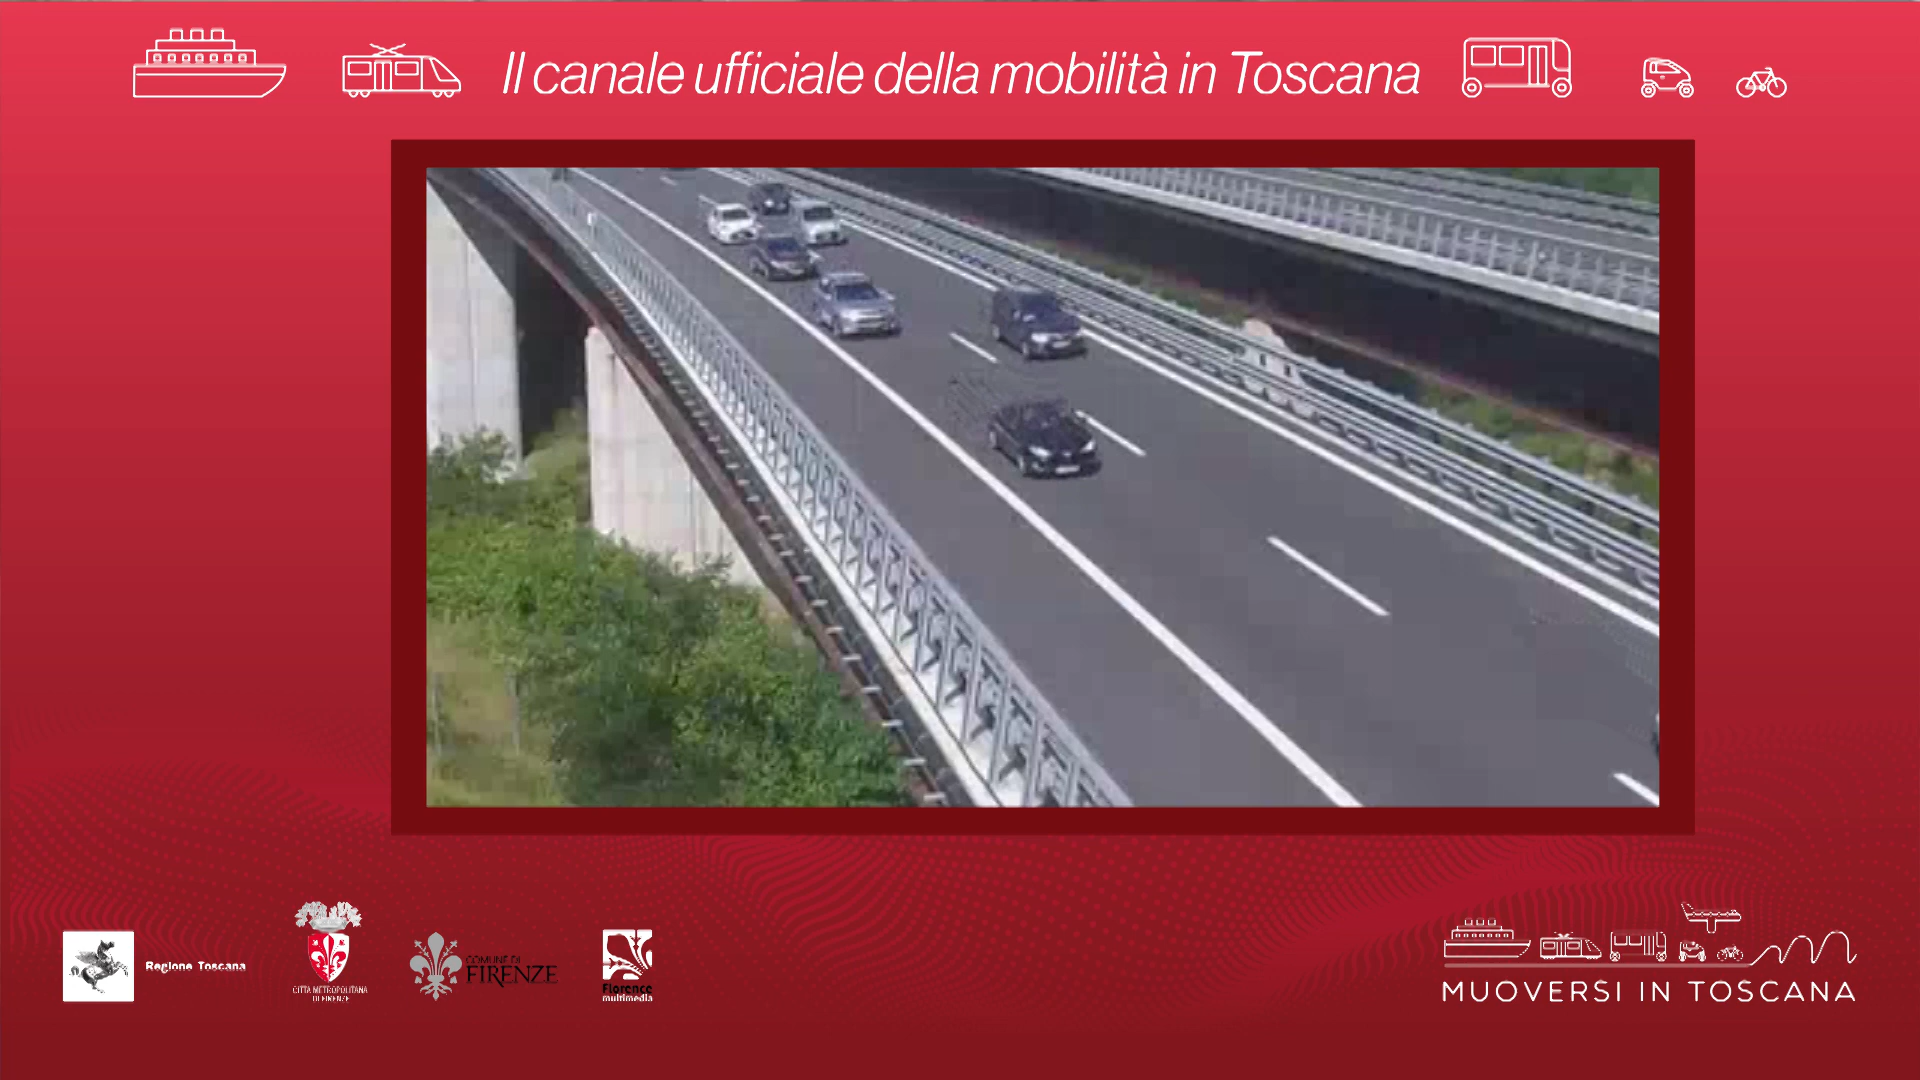 Il canale ufficiale della mobilità in Toscana
Regione Toscana
CITTÀ METROPOLITANA
DI FIRENZE
COMUNE DI
FIRENZE
Florence
multimedia
MUOVERSI IN TOSCANA